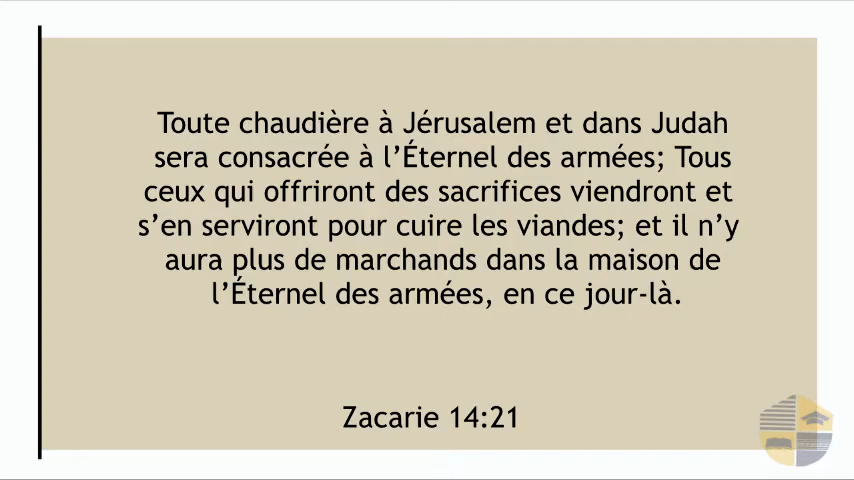 Toute chaudière à Jérusalem et dans Judah
sera consacrée à l’Éternel des armées; Tous
ceux qui offriront des sacrifices viendront et
s’en serviront pour cuire les viandes; et il n’y
aura plus de marchands dans la maison de
l’Éternel des armées, en ce jour-là.
Zacarie 14:21